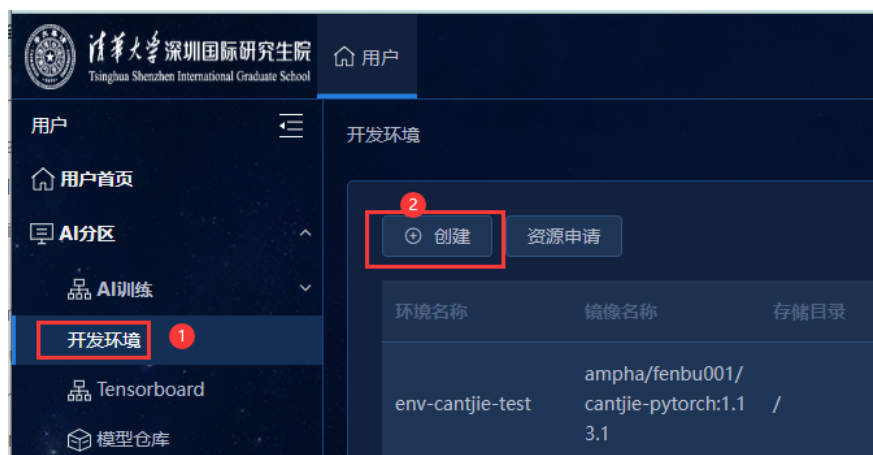 清华大学深圳国际研究生院
Tsinghua Shenzhen International Graduate School
用户
用户
开发环境
用户首页
AI分区
AI训练
开发环境
1
Tensorboard
模型仓库
2
创建
资源申请
环境名称
镜像名称
存储目录
env-cantjie-test
ampha/fenbu001/
cantjie-pytorch:1.1
3.1
/